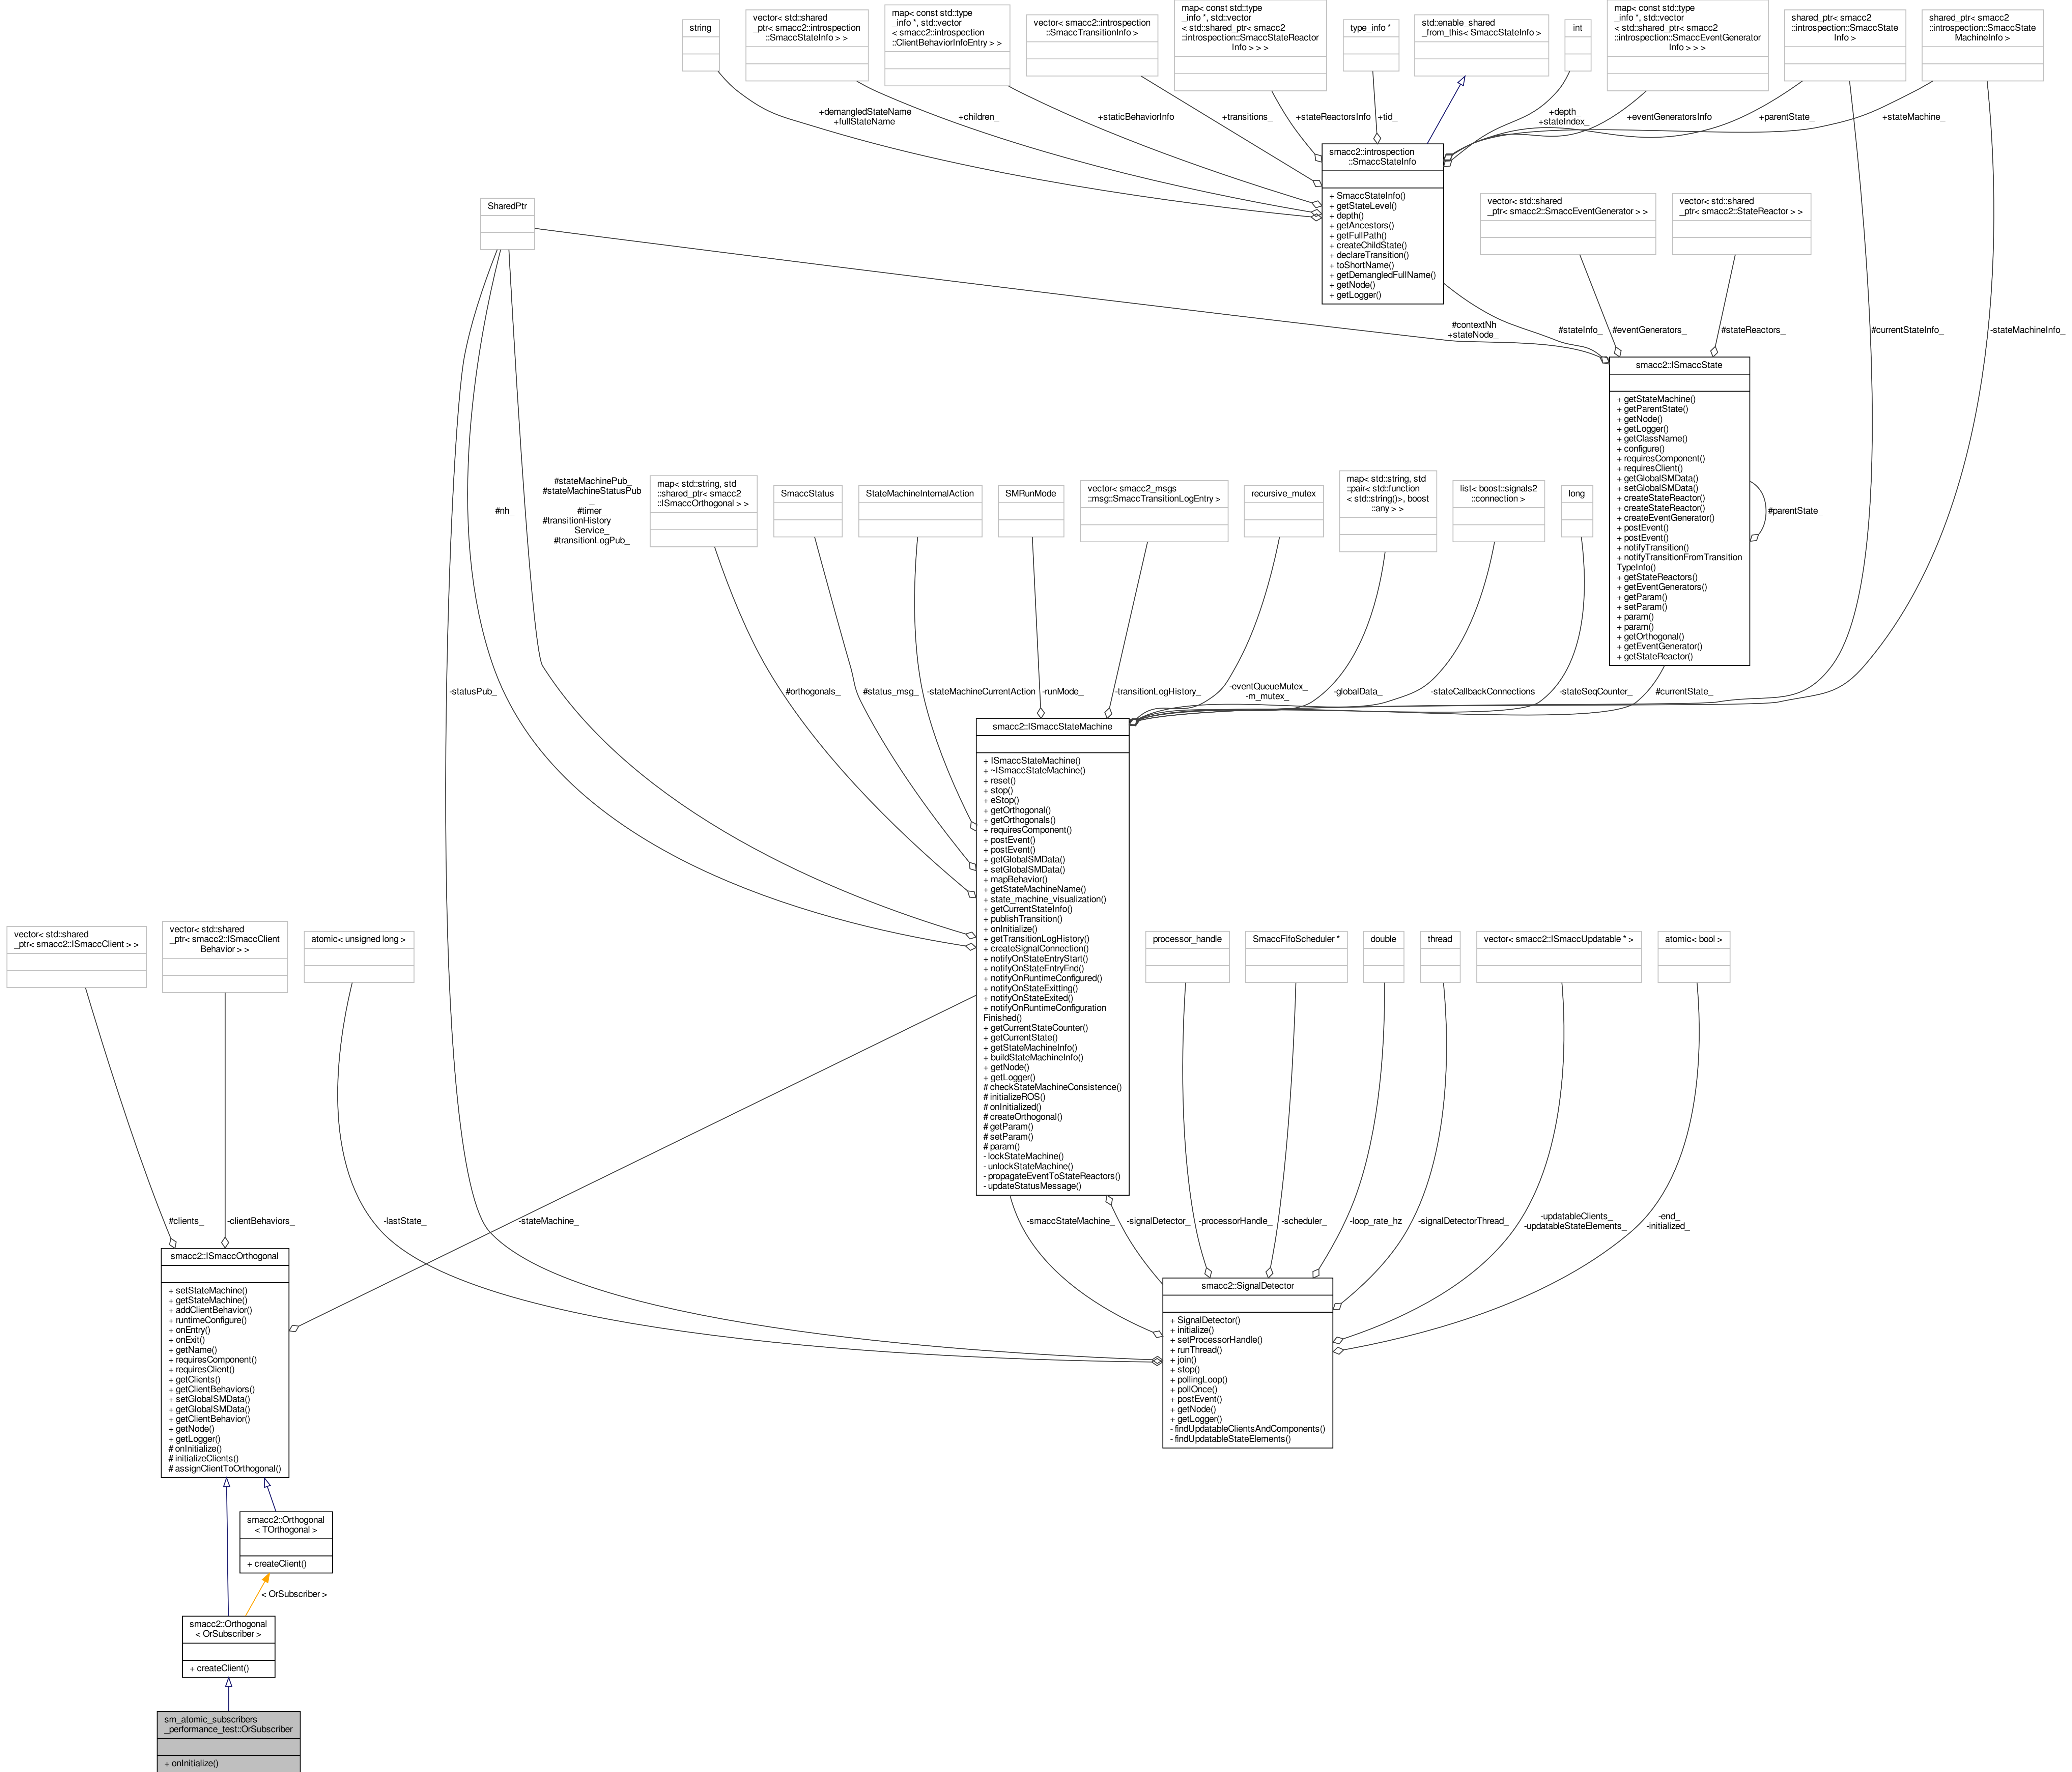 string
vector< std::shared
_ptr< smacc2::introspection
::SmaccStateInfo > >
map< const std::type
_info *, std::vector
< smacc2::introspection
::ClientBehaviorInfoEntry > >
vector< smacc2::introspection
::SmaccTransitionInfo >
map< const std::type
_info *, std::vector
< std::shared_ptr< smacc2
::introspection::SmaccStateReactor
Info > > >
type_info *
std::enable_shared
_from_this< SmaccStateInfo >
int
map< const std::type
_info *, std::vector
< std::shared_ptr< smacc2
::introspection::SmaccEventGenerator
Info > > >
shared_ptr< smacc2
::introspection::SmaccState
Info >
shared_ptr< smacc2
::introspection::SmaccState
MachineInfo >
+demangledStateName
+fullStateName
+children_
+staticBehaviorInfo
+transitions_
+stateReactorsInfo
+tid_
+depth_
+stateIndex_
+eventGeneratorsInfo
+parentState_
+stateMachine_
smacc2::introspection
::SmaccStateInfo
+ SmaccStateInfo()
+ getStateLevel()
+ depth()
+ getAncestors()
+ getFullPath()
+ createChildState()
+ declareTransition()
+ toShortName()
+ getDemangledFullName()
+ getNode()
+ getLogger()
SharedPtr
vector< std::shared
_ptr< smacc2::SmaccEventGenerator > >
vector< std::shared
_ptr< smacc2::StateReactor > >
#contextNh
+stateNode_
#stateInfo_
#eventGenerators_
#stateReactors_
#currentStateInfo_
-stateMachineInfo_
smacc2::ISmaccState
+ getStateMachine()
+ getParentState()
+ getNode()
+ getLogger()
+ getClassName()
+ configure()
+ requiresComponent()
+ requiresClient()
+ getGlobalSMData()
+ setGlobalSMData()
+ createStateReactor()
+ createStateReactor()
+ createEventGenerator()
+ postEvent()
+ postEvent()
+ notifyTransition()
+ notifyTransitionFromTransition
TypeInfo()
+ getStateReactors()
+ getEventGenerators()
+ getParam()
+ setParam()
+ param()
+ param()
+ getOrthogonal()
+ getEventGenerator()
+ getStateReactor()
#parentState_
#nh_
#stateMachinePub_
#stateMachineStatusPub
_
#timer_
#transitionHistory
Service_
#transitionLogPub_
map< std::string, std
::shared_ptr< smacc2
::ISmaccOrthogonal > >
SmaccStatus
StateMachineInternalAction
SMRunMode
vector< smacc2_msgs
::msg::SmaccTransitionLogEntry >
recursive_mutex
map< std::string, std
::pair< std::function
< std::string()>, boost
::any > >
list< boost::signals2
::connection >
long
-statusPub_
#orthogonals_
#status_msg_
-stateMachineCurrentAction
-runMode_
-transitionLogHistory_
-eventQueueMutex_
-m_mutex_
-globalData_
-stateCallbackConnections
-stateSeqCounter_
#currentState_
smacc2::ISmaccStateMachine
+ ISmaccStateMachine()
+ ~ISmaccStateMachine()
+ reset()
+ stop()
+ eStop()
+ getOrthogonal()
+ getOrthogonals()
+ requiresComponent()
+ postEvent()
+ postEvent()
+ getGlobalSMData()
+ setGlobalSMData()
+ mapBehavior()
+ getStateMachineName()
+ state_machine_visualization()
+ getCurrentStateInfo()
+ publishTransition()
+ onInitialize()
+ getTransitionLogHistory()
+ createSignalConnection()
+ notifyOnStateEntryStart()
+ notifyOnStateEntryEnd()
+ notifyOnRuntimeConfigured()
+ notifyOnStateExitting()
+ notifyOnStateExited()
+ notifyOnRuntimeConfiguration
Finished()
+ getCurrentStateCounter()
+ getCurrentState()
+ getStateMachineInfo()
+ buildStateMachineInfo()
+ getNode()
+ getLogger()
# checkStateMachineConsistence()
# initializeROS()
# onInitialized()
# createOrthogonal()
# getParam()
# setParam()
# param()
- lockStateMachine()
- unlockStateMachine()
- propagateEventToStateReactors()
- updateStatusMessage()
vector< std::shared
_ptr< smacc2::ISmaccClient > >
vector< std::shared
_ptr< smacc2::ISmaccClient
Behavior > >
atomic< unsigned long >
processor_handle
SmaccFifoScheduler *
double
thread
vector< smacc2::ISmaccUpdatable * >
atomic< bool >
#clients_
-clientBehaviors_
-lastState_
-stateMachine_
-smaccStateMachine_
-signalDetector_
-processorHandle_
-scheduler_
-loop_rate_hz
-signalDetectorThread_
-updatableClients_
-updatableStateElements_
-end_
-initialized_
smacc2::ISmaccOrthogonal
+ setStateMachine()
+ getStateMachine()
+ addClientBehavior()
+ runtimeConfigure()
+ onEntry()
+ onExit()
+ getName()
+ requiresComponent()
+ requiresClient()
+ getClients()
+ getClientBehaviors()
+ setGlobalSMData()
+ getGlobalSMData()
+ getClientBehavior()
+ getNode()
+ getLogger()
# onInitialize()
# initializeClients()
# assignClientToOrthogonal()
smacc2::SignalDetector
+ SignalDetector()
+ initialize()
+ setProcessorHandle()
+ runThread()
+ join()
+ stop()
+ pollingLoop()
+ pollOnce()
+ postEvent()
+ getNode()
+ getLogger()
- findUpdatableClientsAndComponents()
- findUpdatableStateElements()
smacc2::Orthogonal
< TOrthogonal >
+ createClient()
< OrSubscriber >
smacc2::Orthogonal
< OrSubscriber >
+ createClient()
sm_atomic_subscribers
_performance_test::OrSubscriber
+ onInitialize()